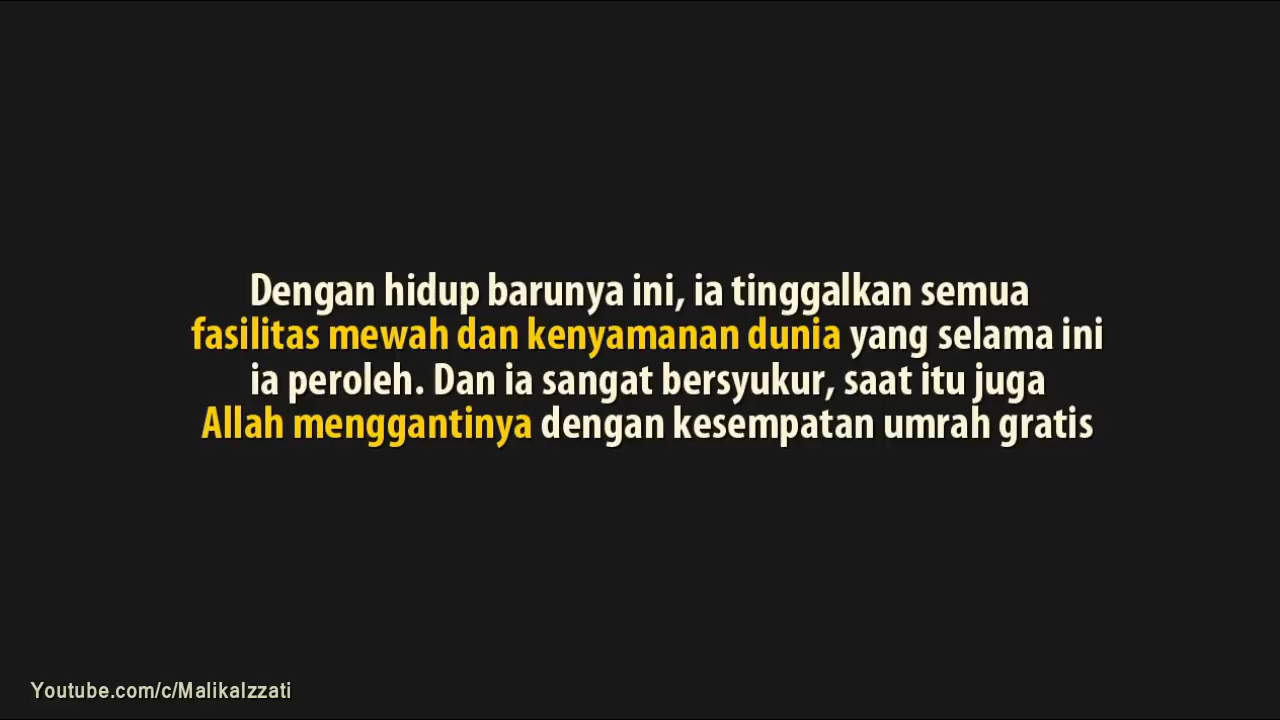 Dengan hidup barunya ini, ia tinggalkan semua
fasilitas mewah dan kenyamanan dunia yang selama ini
ia peroleh. Dan ia sangat bersyukur, saat itu juga
Allah menggantinya dengan kesempatan umrah gratis
Youtube.com/c/MalikaIzzati